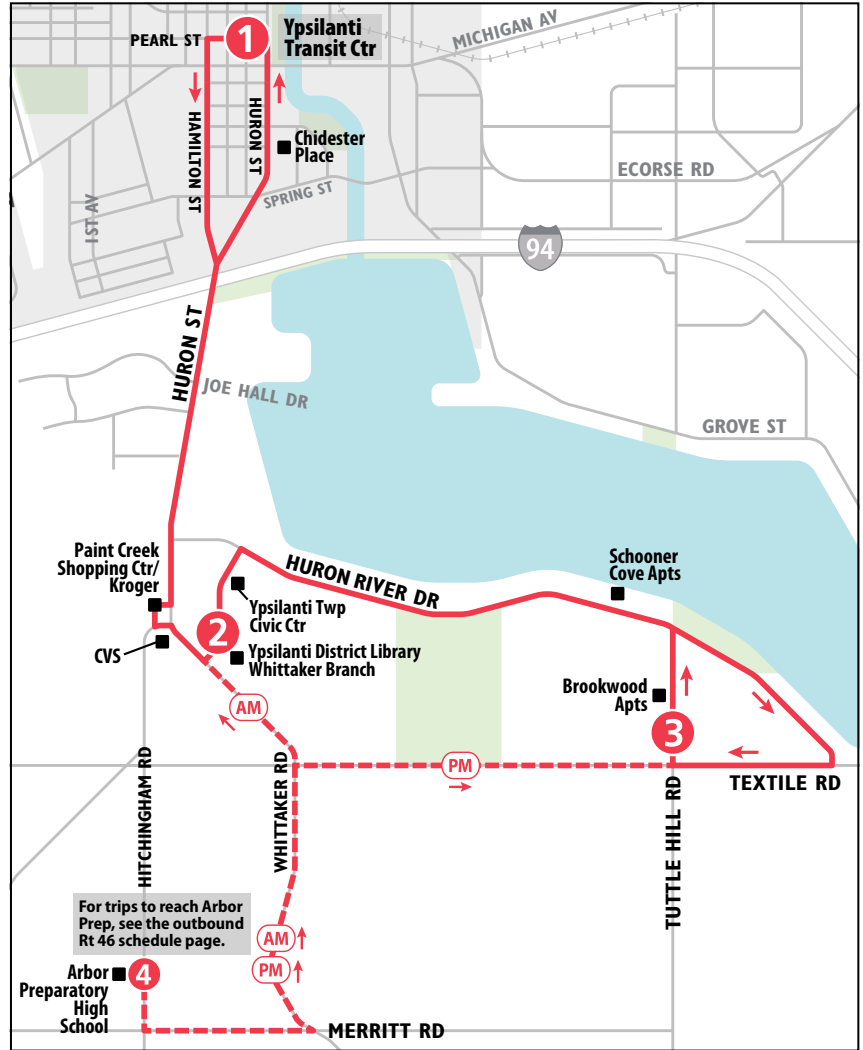 PEARL ST
1
Ypsilanti
Transit Ctr
MICHIGAN AV
HAMILTON ST
HURON ST
Chidester
Place
ECORSE RD
SPRING ST
1ST AV
94
HURON ST
JOE HALL DR
GROVE ST
Paint Creek
Shopping Ctr/
Kroger
HURON RIVER DR
Schooner
Cove Apts
Ypsilanti Twp
Civic Ctr
2
CVS
Ypsilanti District Library
Whittaker Branch
Brookwood
Apts
AM
3
PM
TEXTILE RD
HITCHINGHAM RD
WHITTAKER RD
TUTTLE HILL RD
For trips to reach Arbor
Prep, see the outbound
Rt 46 schedule page.
AM
PM
Arbor
Preparatory
High
School
4
MERRITT RD